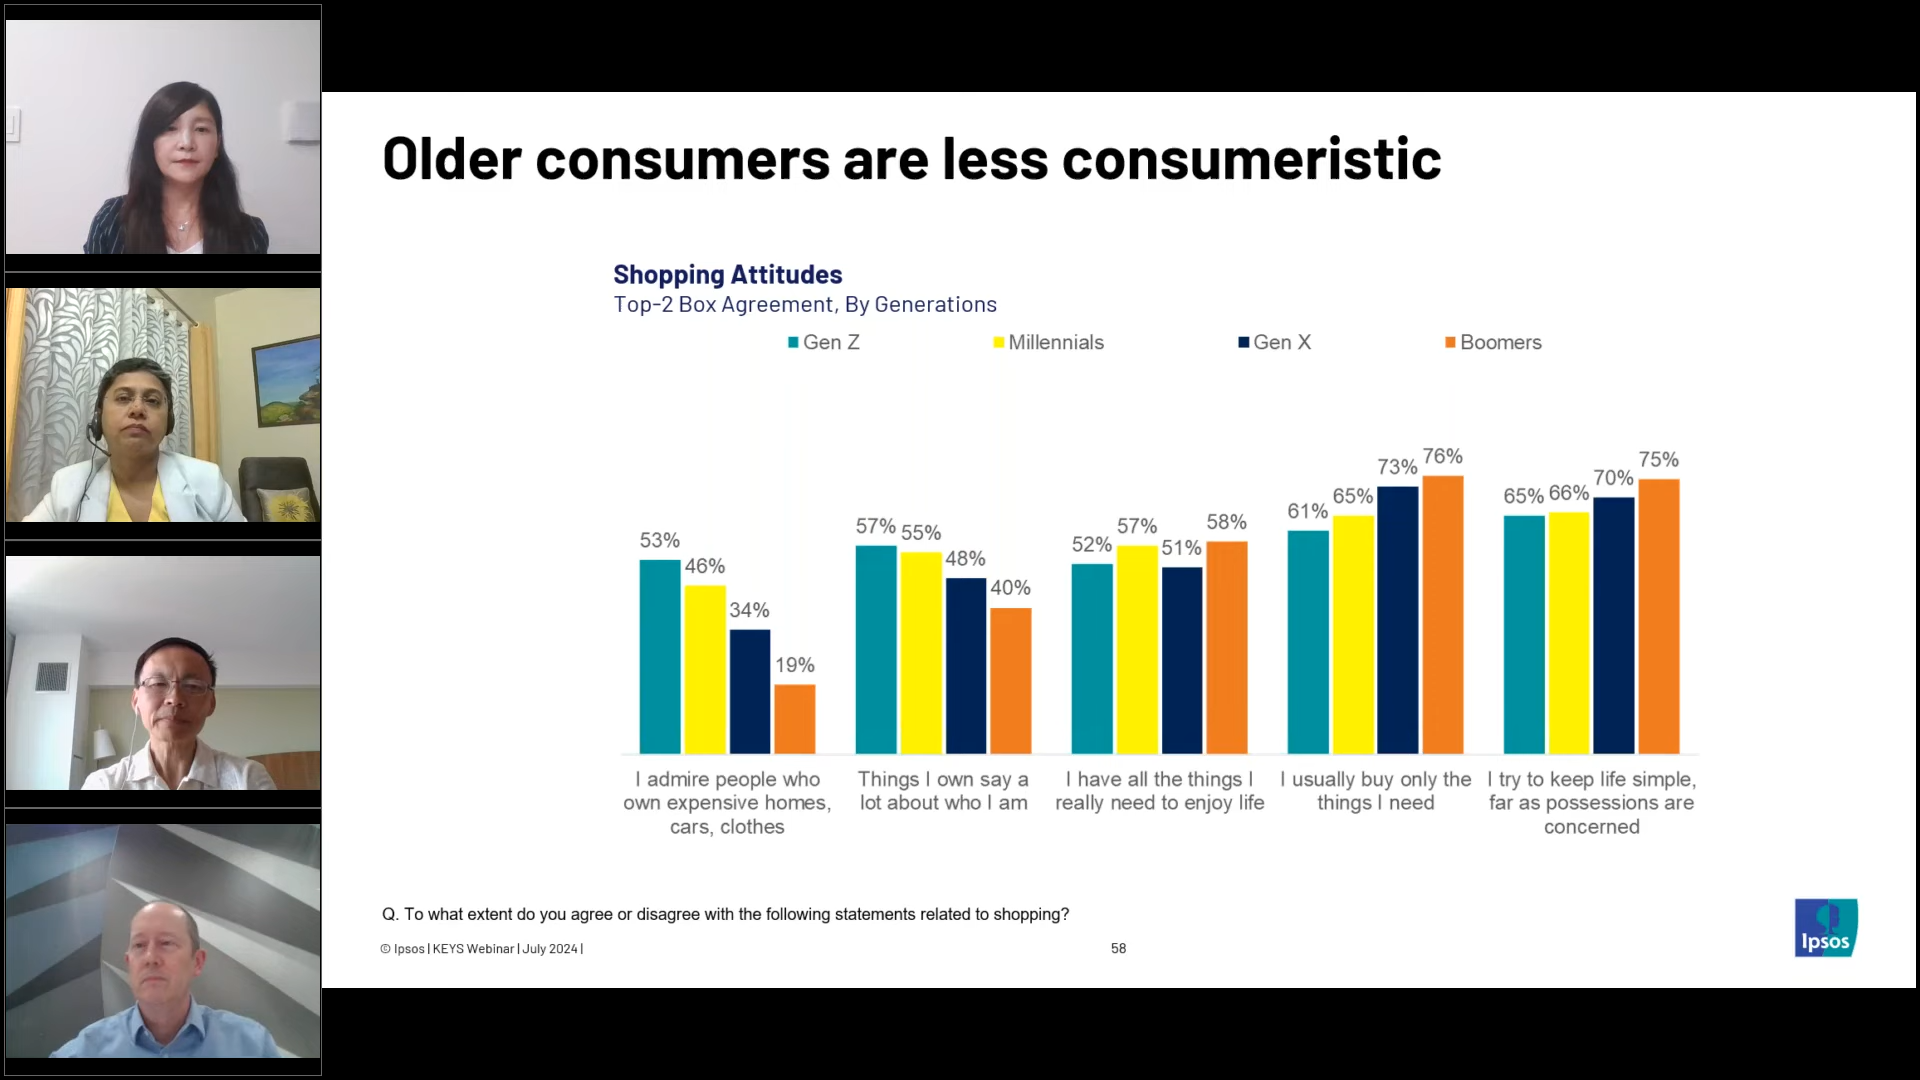 Older consumers are less consumeristic
Shopping Attitudes
Top-2 Box Agreement, By Generations
Gen Z Millennials Gen X Boomers
53% 46% 34% 19%
57% 55% 48% 40%
52% 57% 51% 58%
61% 65% 73% 76%
65% 66% 70% 75%
I admire people who
own expensive homes,
cars, clothes
Things I own say a
lot about who I am
I have all the things I
really need to enjoy life
I usually buy only the
things I need
I try to keep life simple,
far as possessions are
concerned
Q. To what extent do you agree or disagree with the following statements related to shopping?
© Ipsos | KEYS Webinar | July 2024 |
58
Ipsos